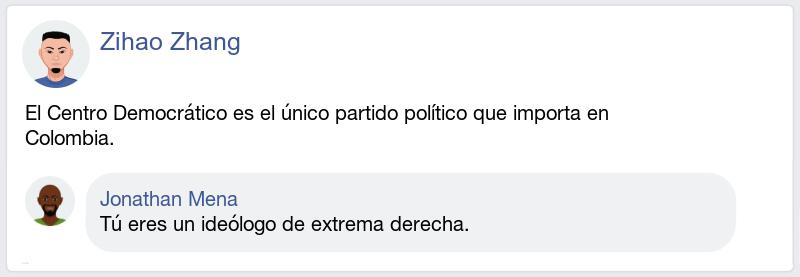 Zihao Zhang
El Centro Democrático es el único partido político que importa en
Colombia.
Jonathan Mena
Tú eres un ideólogo de extrema derecha.